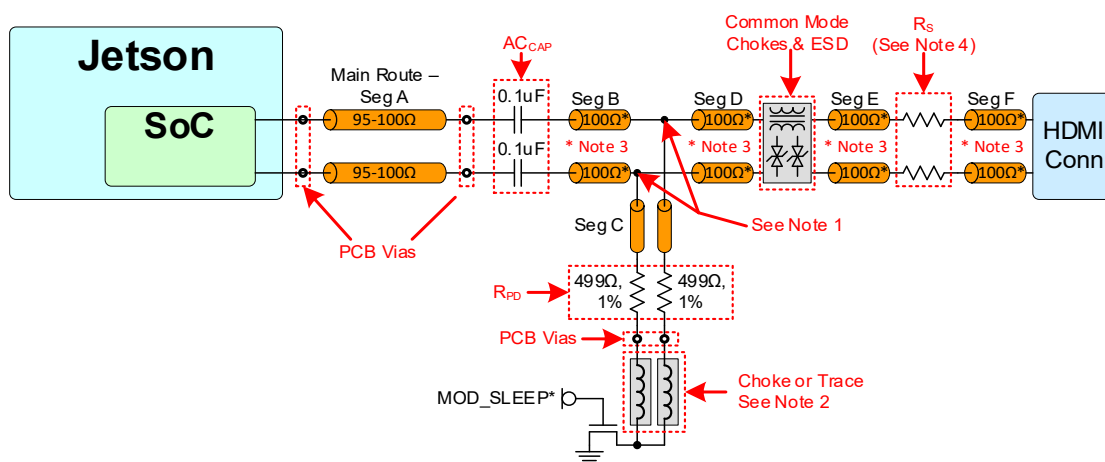 Jetson
SoC
Main Route –
Seg A
95-100Ω
95-100Ω
PCB Vias
AC_CAP
0.1uF
0.1uF
Seg B
100Ω*
* Note 3
100Ω*
Seg D
100Ω*
* Note 3
100Ω*
Common Mode
Chokes & ESD
Seg E
100Ω*
* Note 3
100Ω*
R_S
(See Note 4)
Seg F
100Ω*
* Note 3
100Ω*
HDMI
Conn
See Note 1
Seg C
R_PD
499Ω,
1%
499Ω,
1%
PCB Vias
Choke or Trace
See Note 2
MOD_SLEEP*